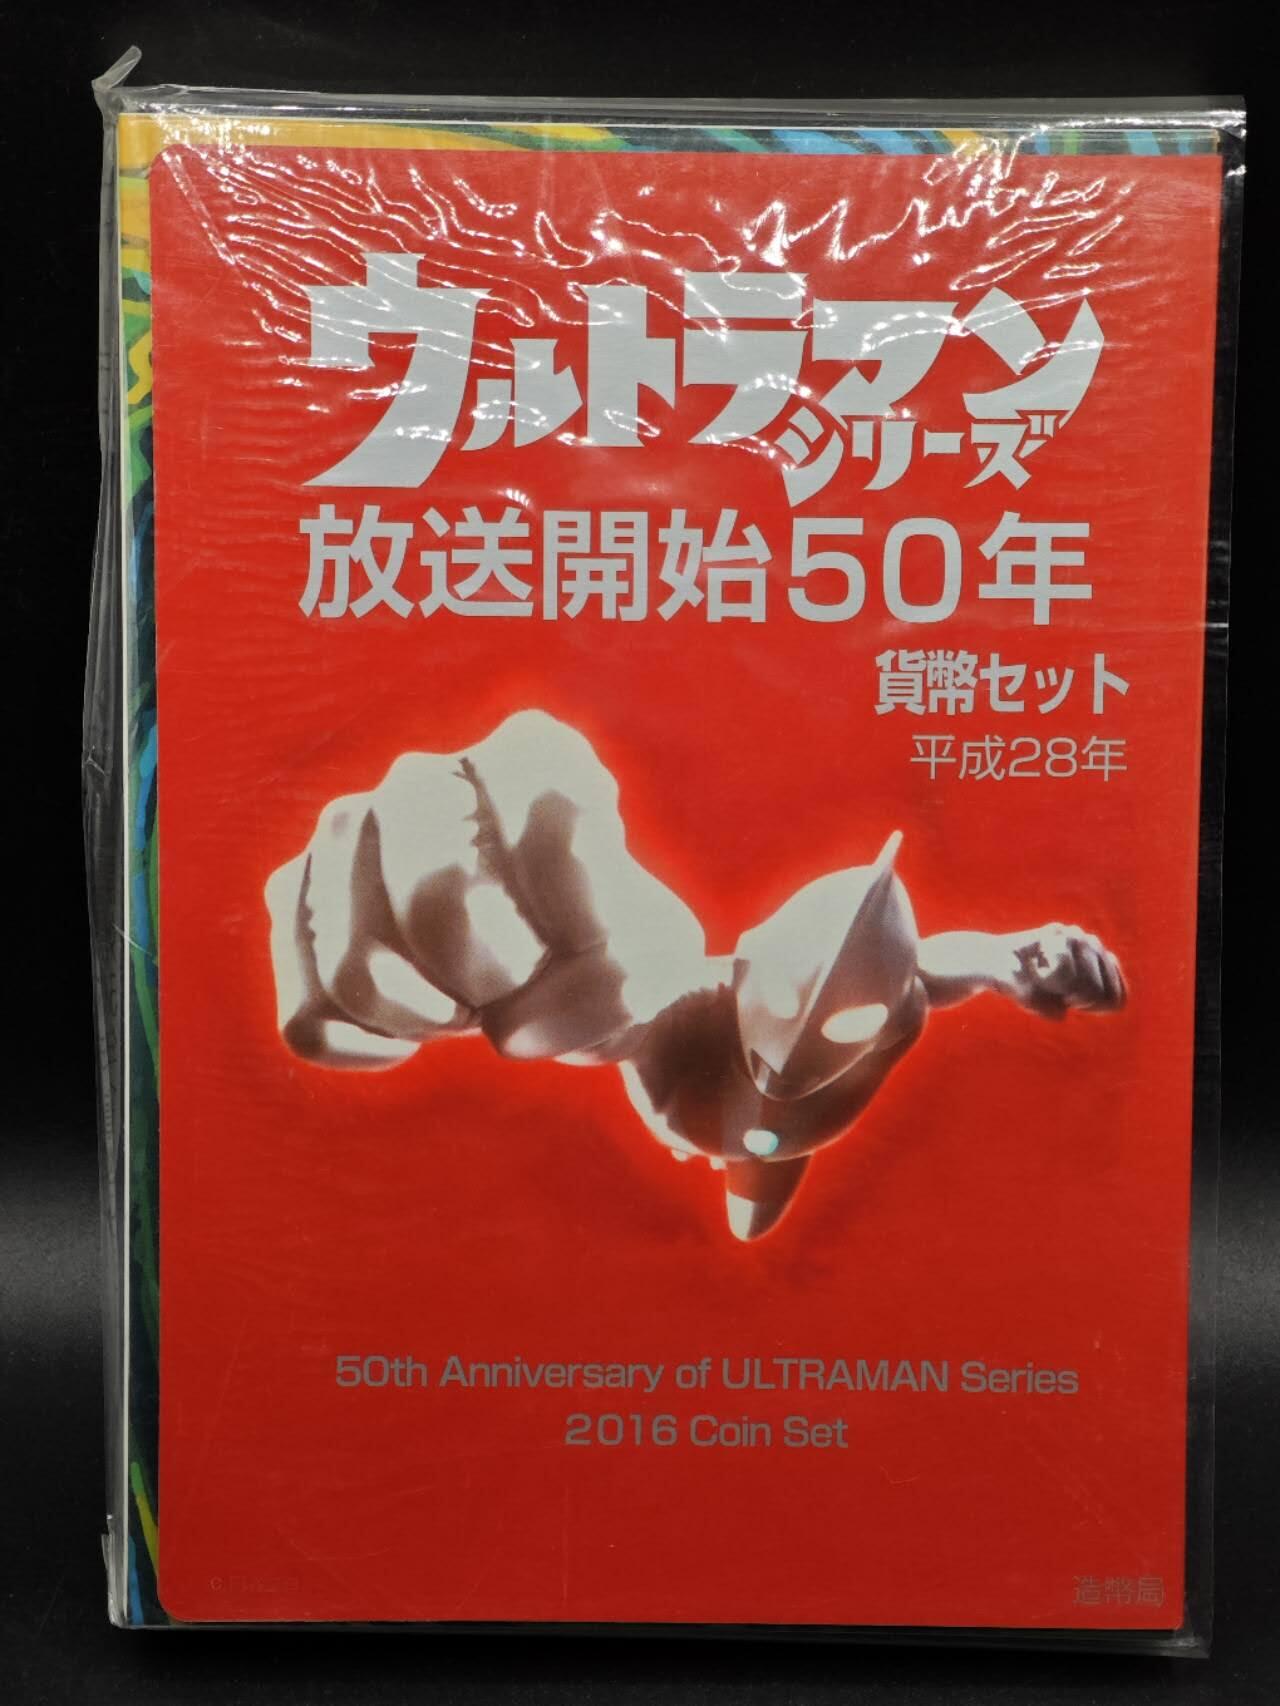 ウルトラマン
シリーズ
放送開始50年
貨幣セット
平成28年
50th Anniversary of ULTRAMAN Series
2016 Coin Set
造幣局